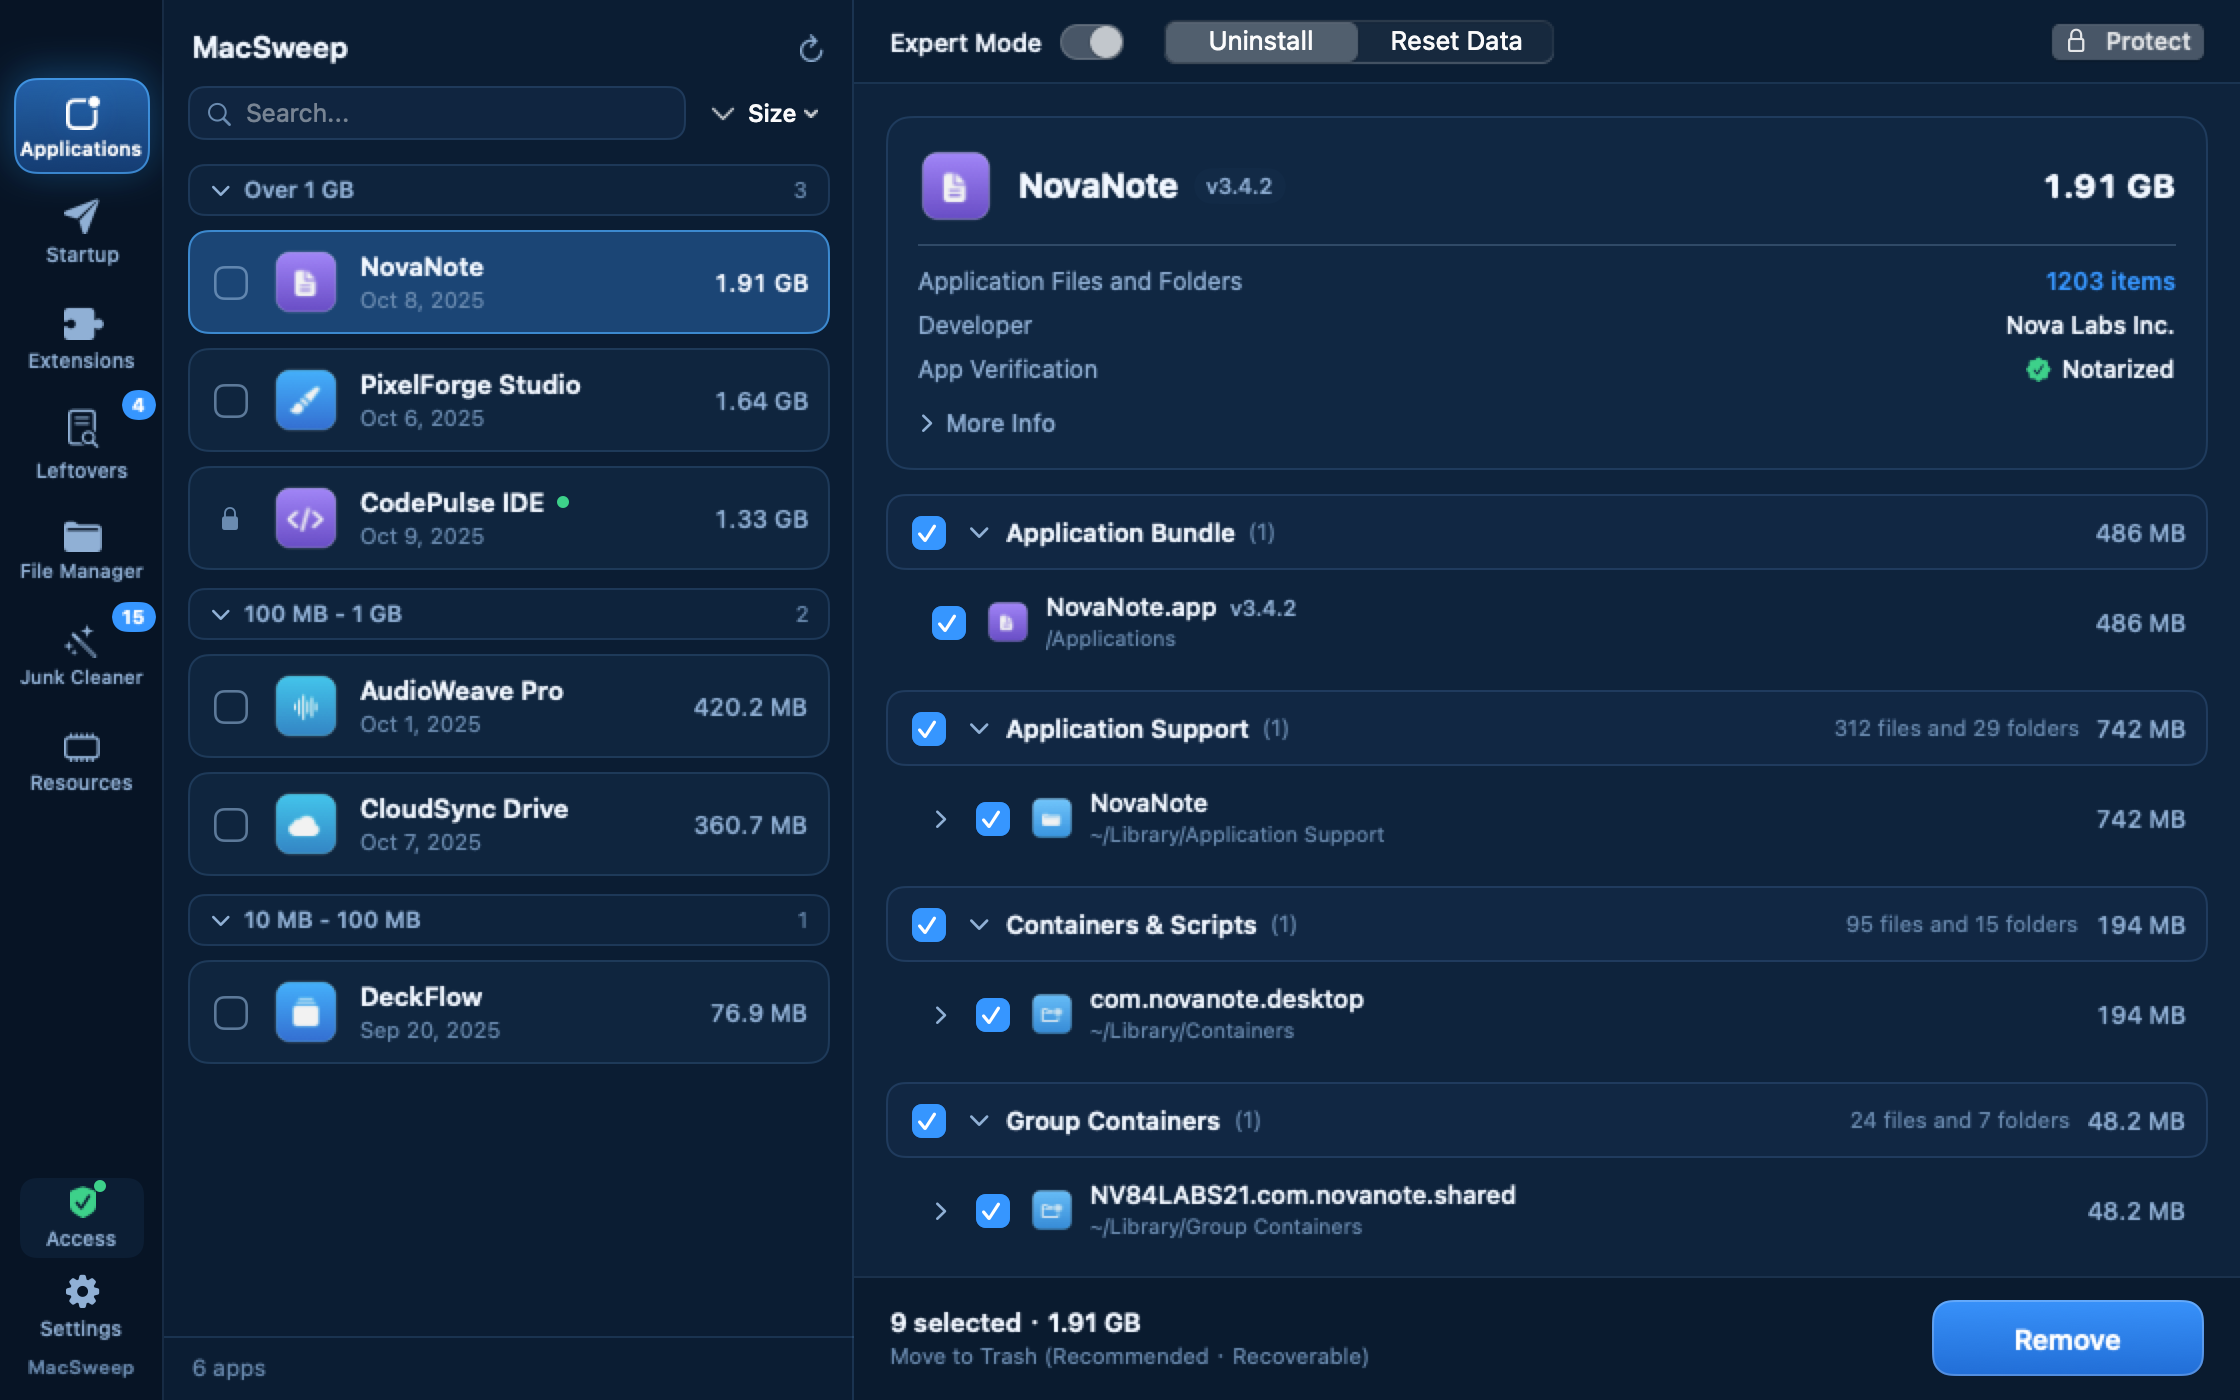 Applications
Startup
Extensions
4
Leftovers
File Manager
15
Junk Cleaner
Resources
Access
Settings
MacSweep
MacSweep
Search...
Size
Over 1 GB 3
NovaNote
Oct 8, 2025
1.91 GB
PixelForge Studio
Oct 6, 2025
1.64 GB
CodePulse IDE
Oct 9, 2025
1.33 GB
100 MB - 1 GB 2
AudioWeave Pro
Oct 1, 2025
420.2 MB
CloudSync Drive
Oct 7, 2025
360.7 MB
10 MB - 100 MB 1
DeckFlow
Sep 20, 2025
76.9 MB
6 apps
Expert Mode
Uninstall
Reset Data
Protect
NovaNote v3.4.2 1.91 GB
Application Files and Folders 1203 items
Developer Nova Labs Inc.
App Verification Notarized
More Info
Application Bundle (1) 486 MB
NovaNote.app v3.4.2
/Applications
486 MB
Application Support (1) 312 files and 29 folders 742 MB
NovaNote
~/Library/Application Support
742 MB
Containers & Scripts (1) 95 files and 15 folders 194 MB
com.novanote.desktop
~/Library/Containers
194 MB
Group Containers (1) 24 files and 7 folders 48.2 MB
NV84LABS21.com.novanote.shared
~/Library/Group Containers
48.2 MB
9 selected · 1.91 GB
Move to Trash (Recommended · Recoverable)
Remove